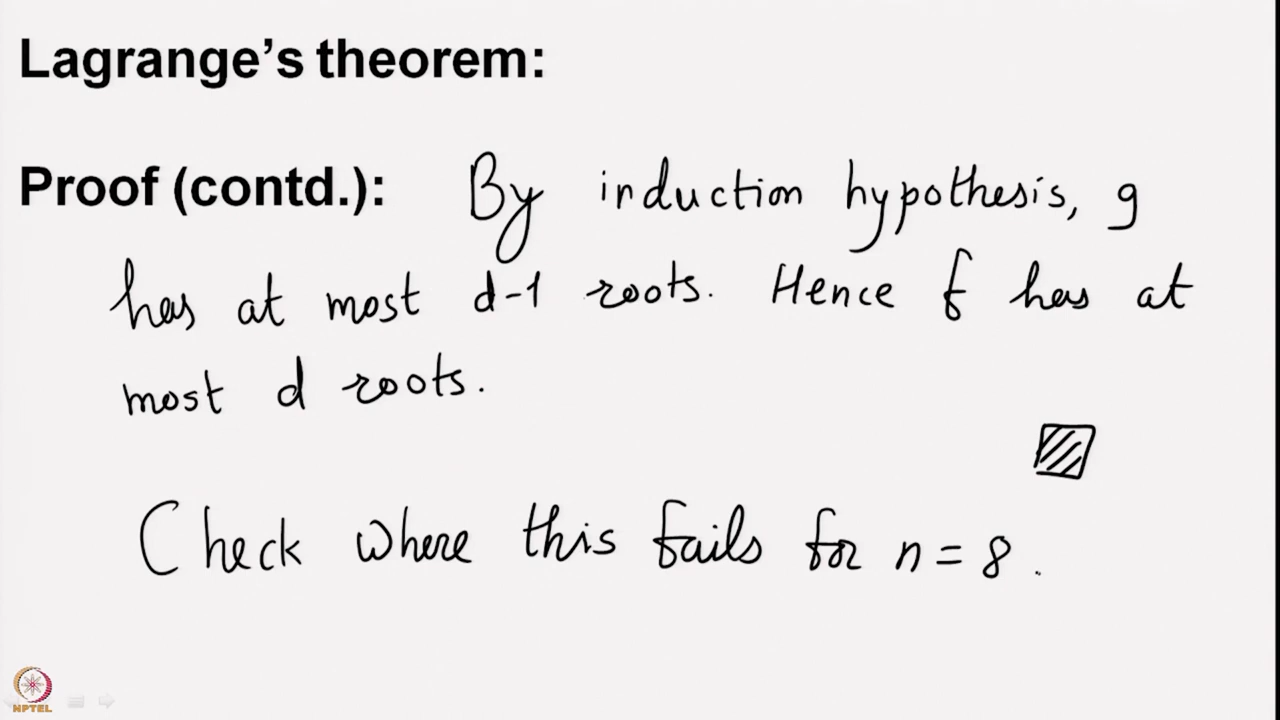 Lagrange's theorem:
Proof (contd.): By induction hypothesis, g
has at most d-1 roots. Hence f has at
most d roots.
Check where this fails for n = 8.
NPTEL